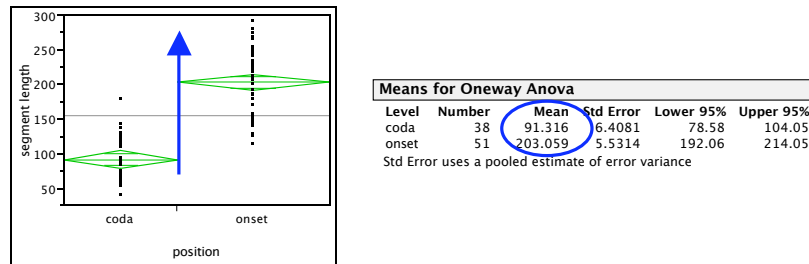 300
250
200
150
100
50
segment length
coda onset
position
Means for Oneway Anova
Level Number Mean Std Error Lower 95% Upper 95%
coda 38 91.316 6.4081 78.58 104.05
onset 51 203.059 5.5314 192.06 214.05
Std Error uses a pooled estimate of error variance